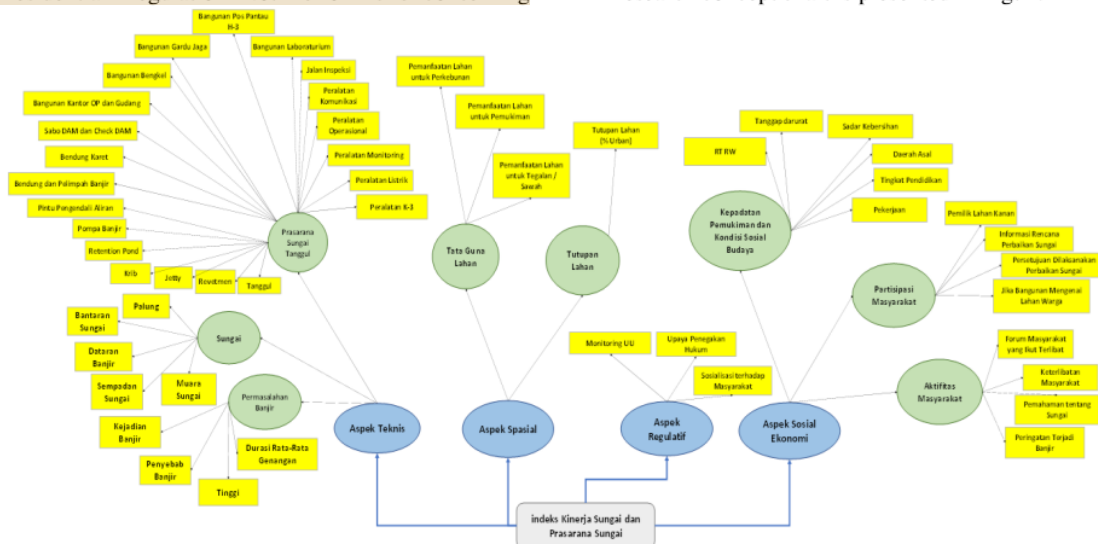 Bangunan Pos Pantau
H-3
Bangunan Gardu Jaga
Bangunan Laboratorium
Bangunan Bengkel
Jalan Inspeksi
Peralatan
Komunikasi
Bangunan Kantor OP dan Gudang
Peralatan
Operasional
Sabo DAM dan Check DAM
Bendung Karet
Peralatan Monitoring
Bendung dan Pelimpah Banjir
Peralatan Listrik
Pintu Pengendali Aliran
Peralatan K-3
Pompa Banjir
Retention Pond
Krib
Jetty
Revetmen
Tanggul
Prasarana
Sungai
Tanggul
Pemanfaatan Lahan
untuk Perkebunan
Pemanfaatan Lahan
untuk Pemukiman
Pemanfaatan Lahan
untuk Tegalan /
Sawah
Tutupan Lahan
(% Urban)
Tata Guna
Lahan
Tutupan
Lahan
Tanggap darurat
Sadar Kebersihan
RT RW
Daerah Asal
Tingkat Pendidikan
Pekerjaan
Kepadatan
Pemukiman dan
Kondisi Sosial
Budaya
Pemilik Lahan Kanan
Informasi Rencana
Perbaikan Sungai
Persetujuan Dilaksanakan
Perbaikan Sungai
Jika Bangunan Mengenai
Lahan Warga
Partisipasi
Masyarakat
Palung
Bantaran
Sungai
Dataran
Banjir
Sempadan
Sungai
Muara
Sungai
Sungai
Permasalahan
Banjir
Kejadian
Banjir
Penyebab
Banjir
Tinggi
Durasi Rata-Rata
Genangan
Monitoring UU
Upaya Penegakan
Hukum
Sosialisasi terhadap
Masyarakat
Forum Masyarakat
yang Ikut Terlibat
Keterlibatan
Masyarakat
Pemahaman tentang
Sungai
Peringatan Terjadi
Banjir
Aktifitas
Masyarakat
Aspek Teknis
Aspek Spasial
Aspek
Regulatif
Aspek Sosial
Ekonomi
indeks Kinerja Sungai dan
Prasarana Sungai